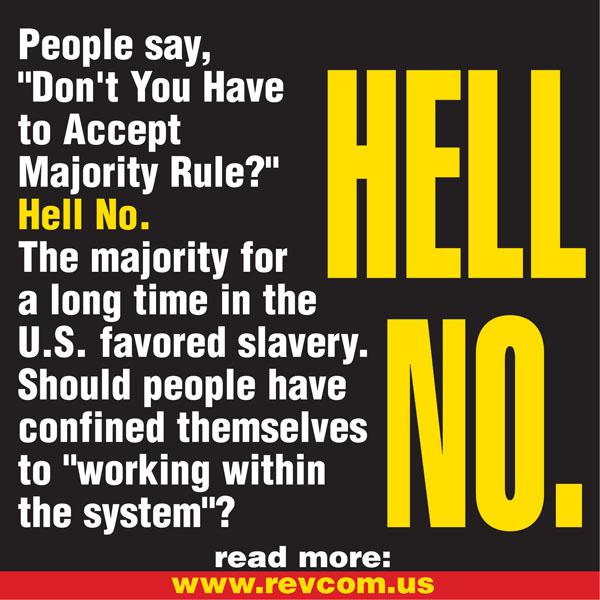 People say,
"Don't You Have
to Accept
Majority Rule?"
Hell No.
The majority for
a long time in the
U.S. favored slavery.
Should people have
confined themselves
to "working within
the system"?
HELL
NO.
read more:
www.revcom.us